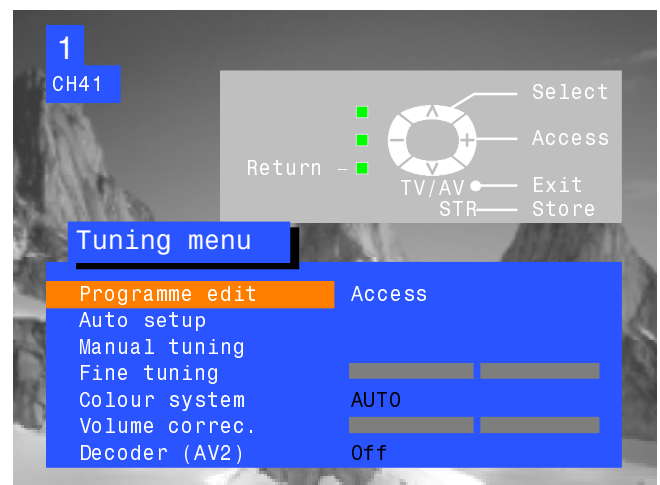 1
CH41
Select
Access
Return –
TV/AV Exit
STR Store
Tuning menu
Programme edit Access
Auto setup
Manual tuning
Fine tuning
Colour system AUTO
Volume correc.
Decoder (AV2) Off